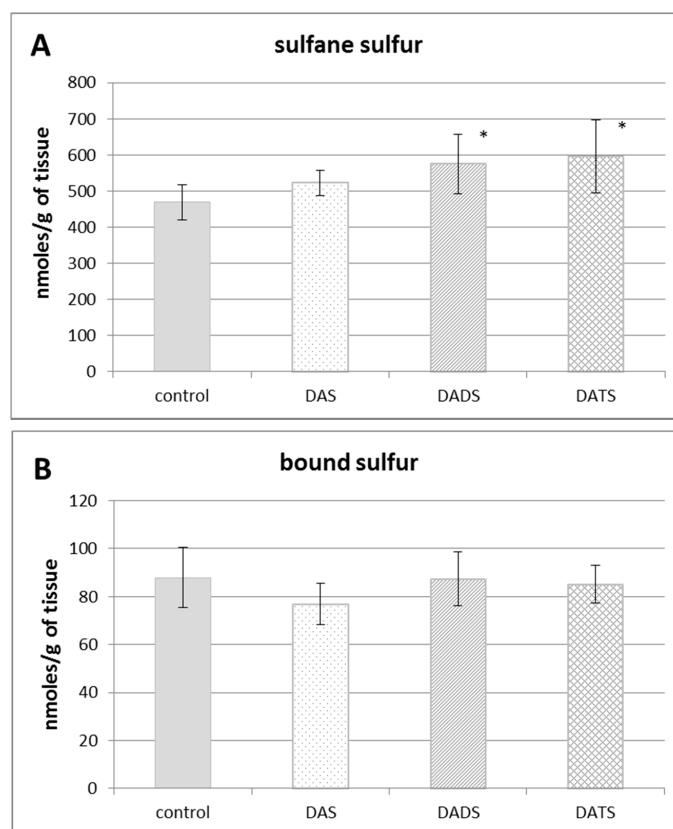 A
sulfane sulfur
nmoles/g of tissue
800
700
600
500
400
300
200
100
0
*
*
control DAS DADS DATS
B
bound sulfur
nmoles/g of tissue
120
100
80
60
40
20
0
control DAS DADS DATS